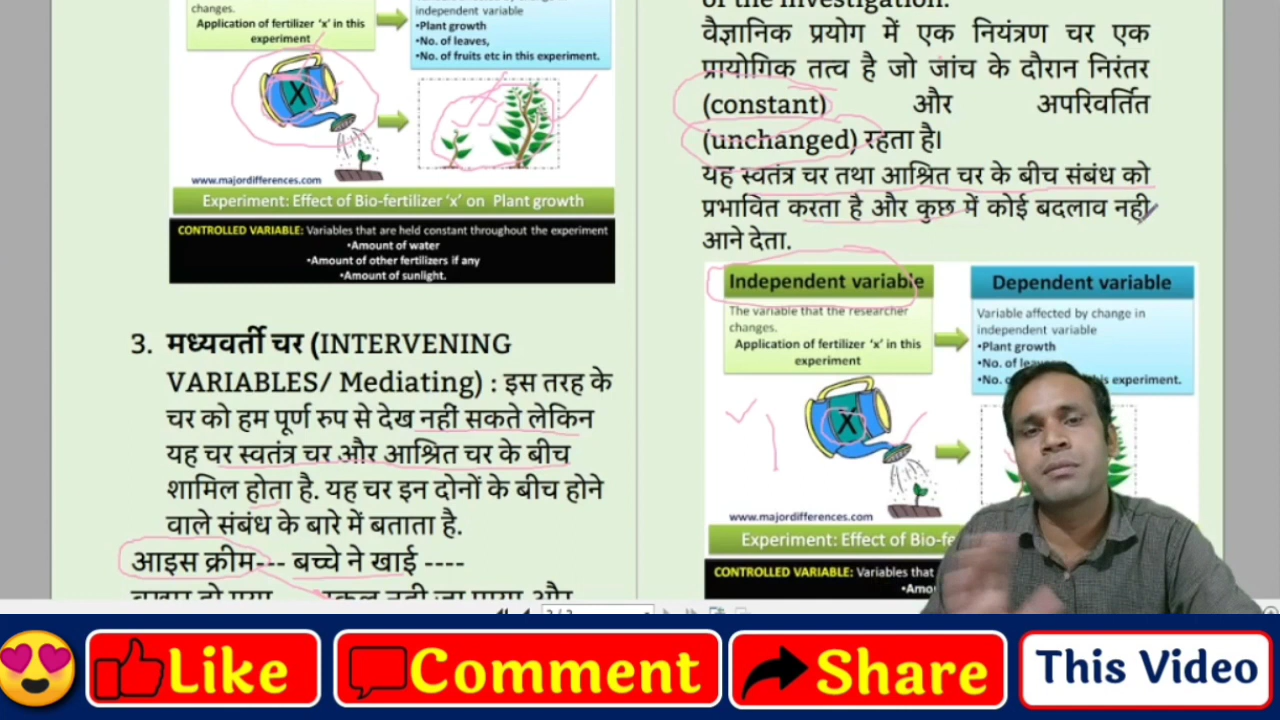 changes.
Application of fertilizer ‘x’ in this
experiment
independent variable
•Plant growth
•No. of leaves,
•No. of fruits etc in this experiment.
X
www.majordifferences.com
Experiment: Effect of Bio-fertilizer ‘x’ on Plant growth
CONTROLLED VARIABLE: Variables that are held constant throughout the experiment
•Amount of water
•Amount of other fertilizers if any
•Amount of sunlight.
3. मध्यवर्ती चर (INTERVENING
VARIABLES/ Mediating) : इस तरह के
चर को हम पूर्ण रुप से देख नहीं सकते लेकिन
यह चर स्वतंत्र चर और आश्रित चर के बीच
शामिल होता है. यह चर इन दोनों के बीच होने
वाले संबंध के बारे में बताता है.
आइस क्रीम--- बच्चे ने खाई ----
of the investigation.
वैज्ञानिक प्रयोग में एक नियंत्रण चर एक
प्रायोगिक तत्व है जो जांच के दौरान निरंतर
(constant) और अपरिवर्तित
(unchanged) रहता है।
यह स्वतंत्र चर तथा आश्रित चर के बीच संबंध को
प्रभावित करता है और कुछ में कोई बदलाव नही
आने देता.
Independent variable
The variable that the researcher
changes.
Application of fertilizer ‘x’ in this
experiment
Dependent variable
Variable affected by change in
independent variable
•Plant growth
•No. of
•No. experiment.
X
www.majordifferences.com
Experiment: Effect of
CONTROLLED VARIABLE: Variables that
Like
Comment
Share
This Video